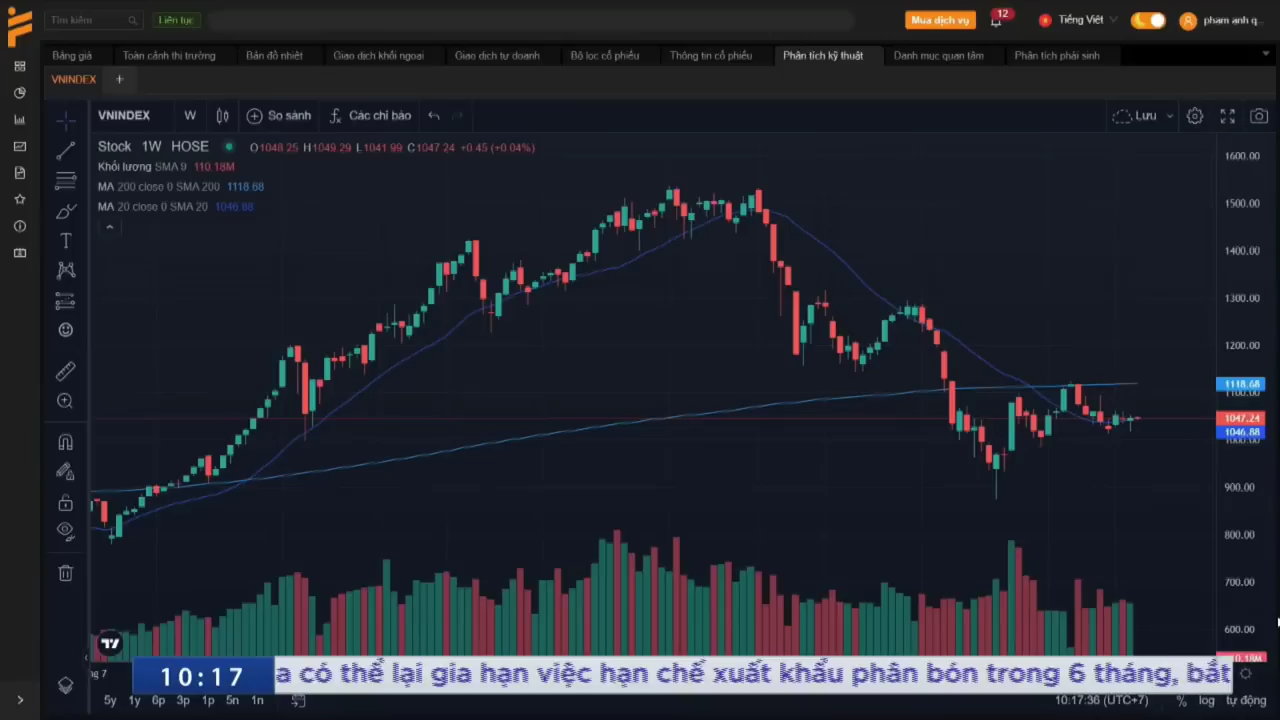 Tìm kiếm
Liên tục
Mua dịch vụ
12
Tiếng Việt
pham anh q...
Bảng giá
Toàn cảnh thị trường
Bản đồ nhiệt
Giao dịch khối ngoại
Giao dịch tự doanh
Bộ lọc cổ phiếu
Thông tin cổ phiếu
Phân tích kỹ thuật
Danh mục quan tâm
Phân tích phái sinh
VNINDEX
+
VNINDEX
W
So sánh
Các chỉ báo
Lưu
Stock 1W HOSE
O1048.25 H1049.29 L1041.99 C1047.24 +0.45 (+0.04%)
Khối lượng SMA 9 110.18M
MA 200 close 0 SMA 200 1118.68
MA 20 close 0 SMA 20 1046.88
1600.00
1500.00
1400.00
1300.00
1200.00
1118.68
1100.00
1047.24
1046.88
1000.00
900.00
800.00
700.00
600.00
10:17
a có thể lại gia hạn việc hạn chế xuất khẩu phân bón trong 6 tháng, bắt
5y 1y 6p 3p 1p 5n 1n
10:17:36 (UTC+7)
% log tự động